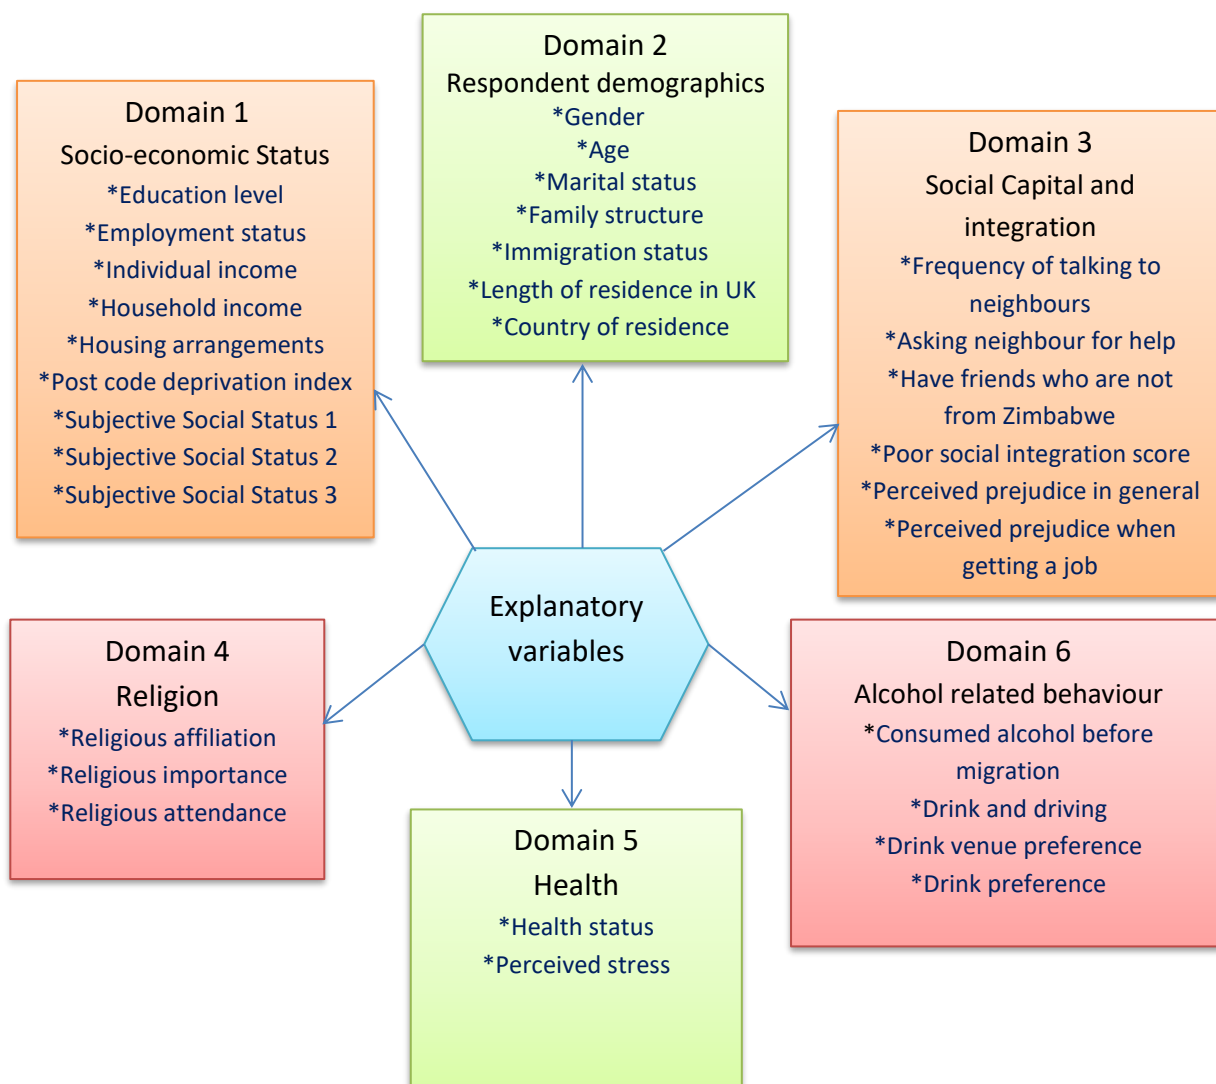 Domain 1
Socio-economic Status
*Education level
*Employment status
*Individual income
*Household income
*Housing arrangements
*Post code deprivation index
*Subjective Social Status 1
*Subjective Social Status 2
*Subjective Social Status 3
Domain 2
Respondent demographics
*Gender
*Age
*Marital status
*Family structure
*Immigration status
*Length of residence in UK
*Country of residence
Domain 3
Social Capital and
integration
*Frequency of talking to
neighbours
*Asking neighbour for help
*Have friends who are not
from Zimbabwe
*Poor social integration score
*Perceived prejudice in general
*Perceived prejudice when
getting a job
Explanatory
variables
Domain 4
Religion
*Religious affiliation
*Religious importance
*Religious attendance
Domain 5
Health
*Health status
*Perceived stress
Domain 6
Alcohol related behaviour
*Consumed alcohol before
migration
*Drink and driving
*Drink venue preference
*Drink preference